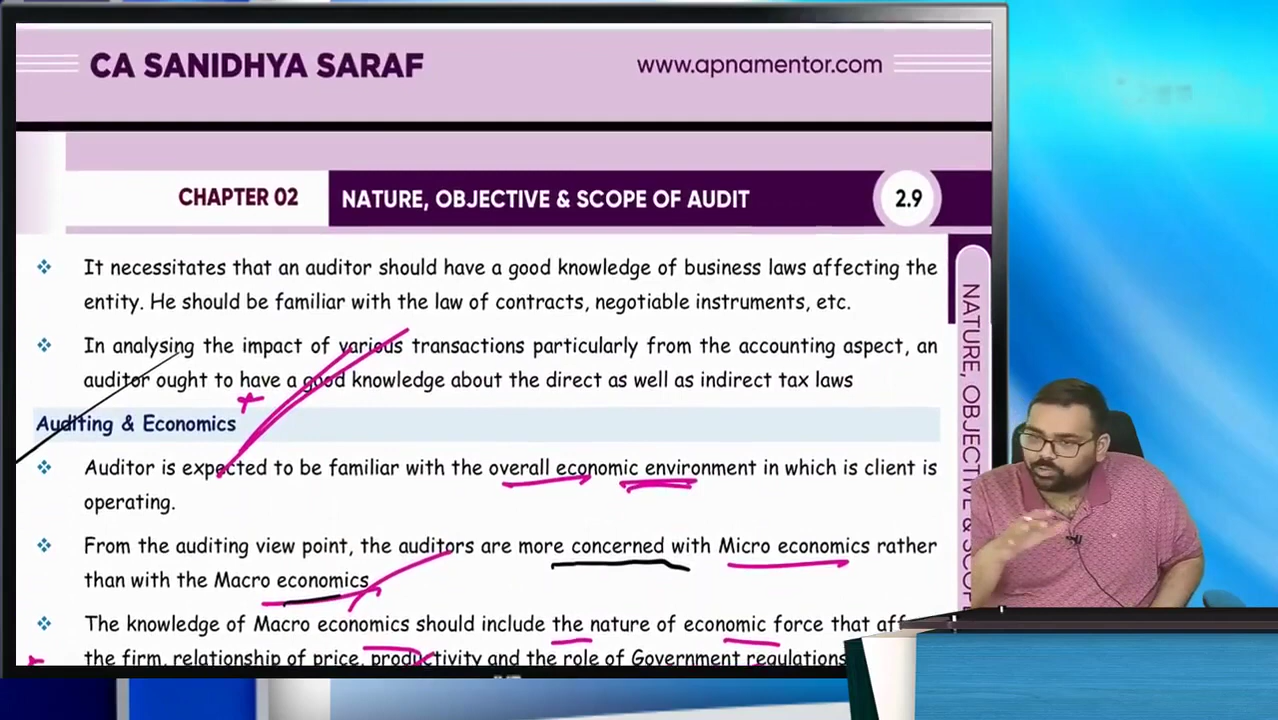 CA SANIDHYA SARAF
www.apnamentor.com
CHAPTER 02
NATURE, OBJECTIVE & SCOPE OF AUDIT
2.9
It necessitates that an auditor should have a good knowledge of business laws affecting the
entity. He should be familiar with the law of contracts, negotiable instruments, etc.
In analysing the impact of various transactions particularly from the accounting aspect, an
auditor ought to have a good knowledge about the direct as well as indirect tax laws
Auditing & Economics
Auditor is expected to be familiar with the overall economic environment in which is client is
operating.
From the auditing view point, the auditors are more concerned with Micro economics rather
than with the Macro economics.
The knowledge of Macro economics should include the nature of economic force that aff
the firm, relationship of price, productivity and the role of Government regulations
NATURE, OBJECTIVE & SCOPE